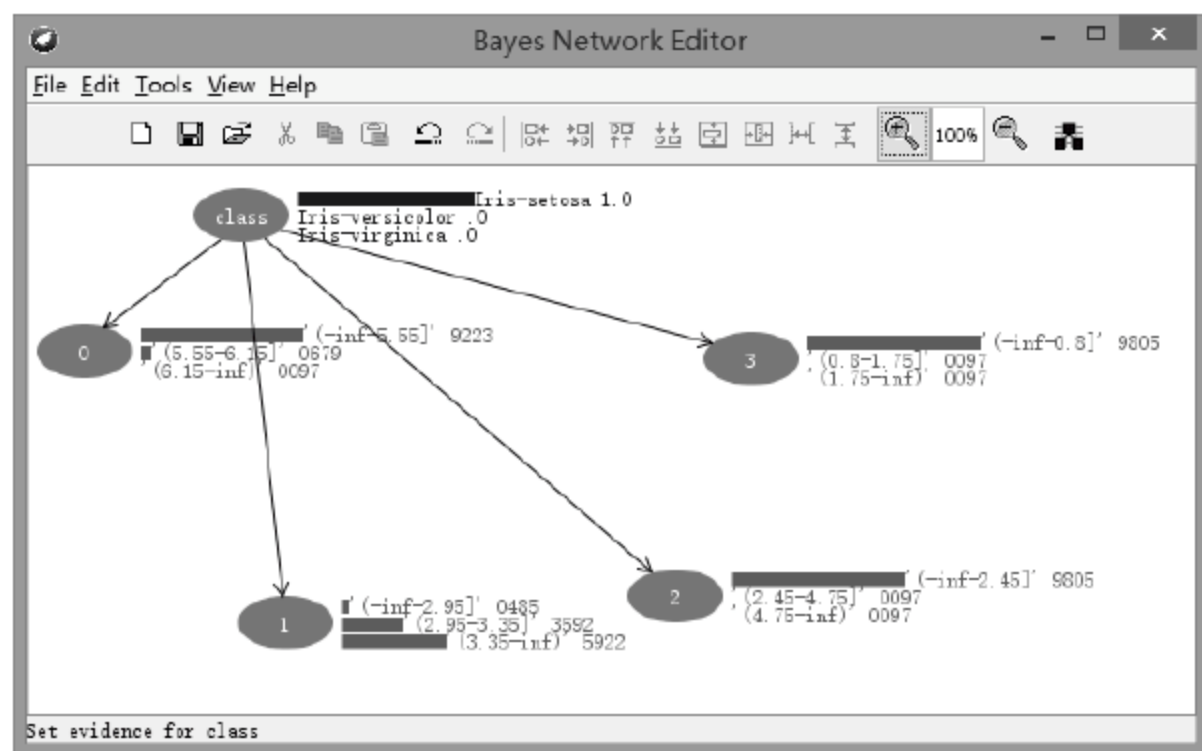 Bayes Network Editor
File Edit Tools View Help
100%
class
Iris-setosa 1.0
Iris-versicolor .0
Iris-virginica .0
0
'(-inf-5.55]' 9223
'(5.55-6.15]' 0679
'(6.15-inf)' 0097
3
'(-inf-0.8]' 9805
'(0.8-1.75]' 0097
'(1.75-inf)' 0097
1
'(-inf-2.95]' 0485
'(2.95-3.35]' 3592
'(3.35-inf)' 5922
2
'(-inf-2.45]' 9805
'(2.45-4.75]' 0097
'(4.75-inf)' 0097
Set evidence for class